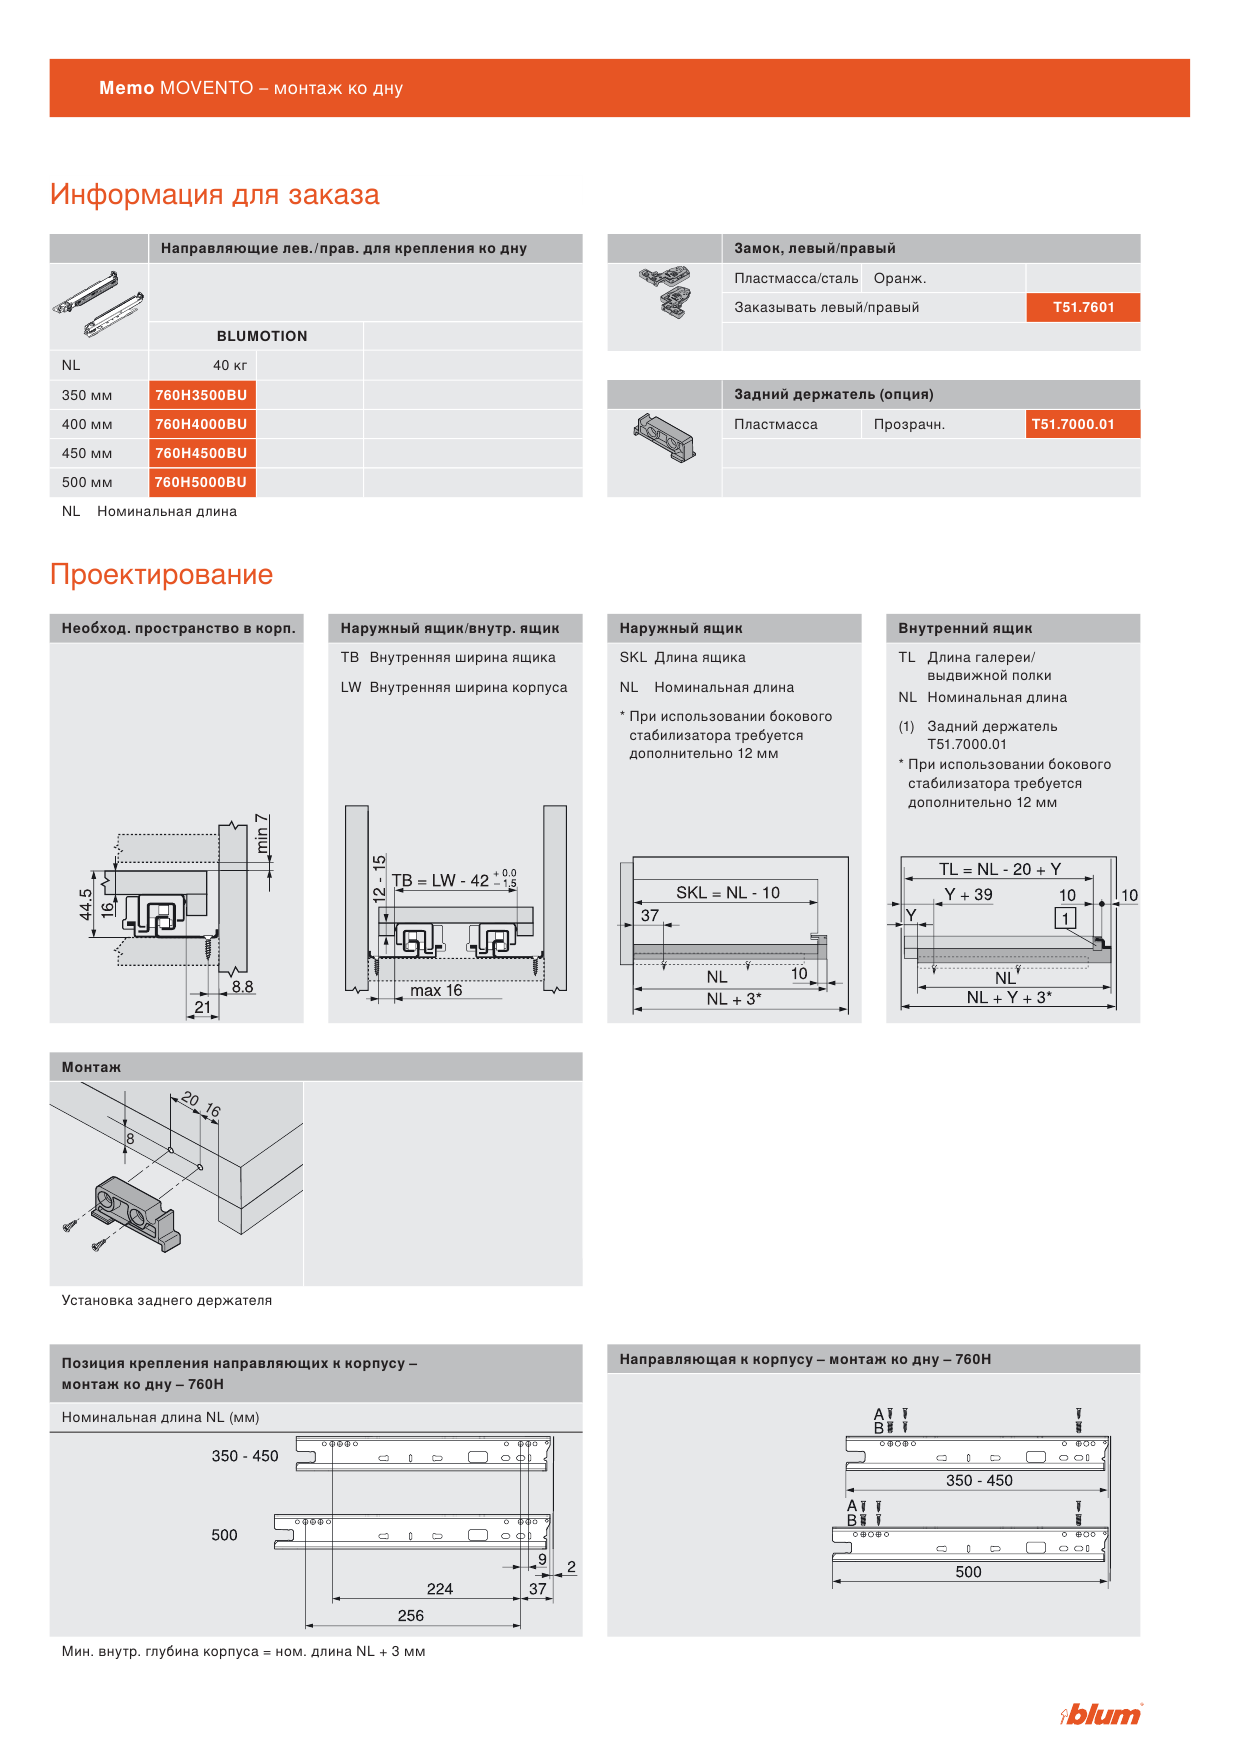 Memo MOVENTO – монтаж ко дну
Информация для заказа
Направляющие лев./прав. для крепления ко дну
BLUMOTION
NL 40 кг
350 мм 760H3500BU
400 мм 760H4000BU
450 мм 760H4500BU
500 мм 760H5000BU
NL Номинальная длина
Замок, левый/правый
Пластмасса/сталь Оранж.
Заказывать левый/правый T51.7601
Задний держатель (опция)
Пластмасса Прозрачн. T51.7000.01
Проектирование
Необход. пространство в корп.
min 7
44.5
16
8.8
21
Наружный ящик/внутр. ящик
TB Внутренняя ширина ящика
LW Внутренняя ширина корпуса
12 - 15
TB = LW - 42 + 0.0 – 1.5
max 16
Наружный ящик
SKL Длина ящика
NL Номинальная длина
* При использовании бокового
стабилизатора требуется
дополнительно 12 мм
SKL = NL - 10
37
NL
10
NL + 3*
Внутренний ящик
TL Длина галереи/
выдвижной полки
NL Номинальная длина
(1) Задний держатель
T51.7000.01
* При использовании бокового
стабилизатора требуется
дополнительно 12 мм
TL = NL - 20 + Y
Y + 39 10 10
Y 1
NL
NL + Y + 3*
Монтаж
20 16
8
Установка заднего держателя
Позиция крепления направляющих к корпусу –
монтаж ко дну – 760H
Номинальная длина NL (мм)
350 - 450
500
9 2
224 37
256
Мин. внутр. глубина корпуса = ном. длина NL + 3 мм
Направляющая к корпусу – монтаж ко дну – 760H
A
B
350 - 450
A
B
500
blum